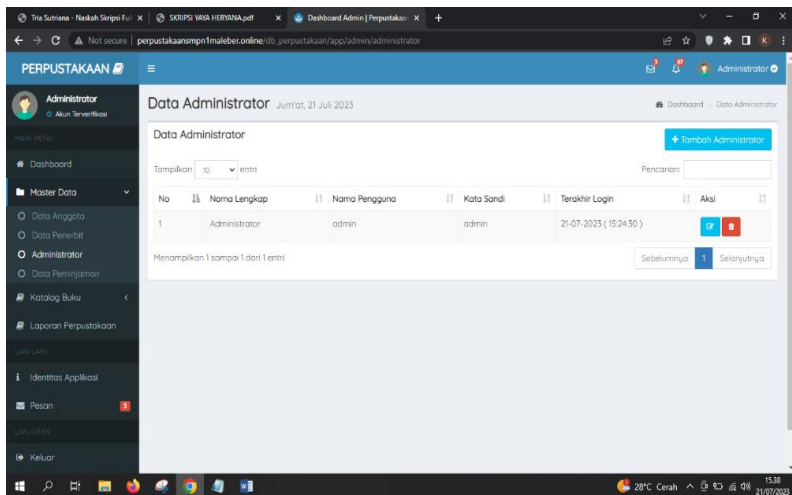 Tria Sutriana - Naskah Skripsi Ful
SKRIPSI YAYA HERYANA.pdf
Dashboard Admin | Perpustakaa
Not secure | perpustakaansmpn1maleber.online/db_perpustakaan/app/admin/administrator
PERPUSTAKAAN
Administrator
Administrator
Akun Terverifikasi
Data Administrator Jum'at, 21 Juli 2023
Dashboard > Data Administrator
MAIN MENU
Dashboard
Master Data
Data Anggota
Data Penerbit
Administrator
Data Peminjaman
Katalog Buku
Laporan Perpustakaan
LAIN LAIN
Identitas Applikasi
Pesan 3
LANJUTAN
Keluar
Data Administrator
+ Tambah Administrator
Tampilkan 10 entri
Pencarian:
No Nama Lengkap Nama Pengguna Kata Sandi Terakhir Login Aksi
1 Administrator admin admin 21-07-2023 ( 15:24:30 )
Menampilkan 1 sampai 1 dari 1 entri
Sebelumnya 1 Selanjutnya
28°C Cerah
15.38
21/07/2023